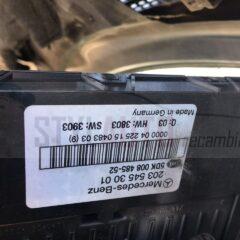 Mercedes-Benz
203 545 30 01
5DK 008 485-52
0000 04 225 15 0483 03 (9)
Q: 03 HW: 3803 SW: 3903
Made in Germany